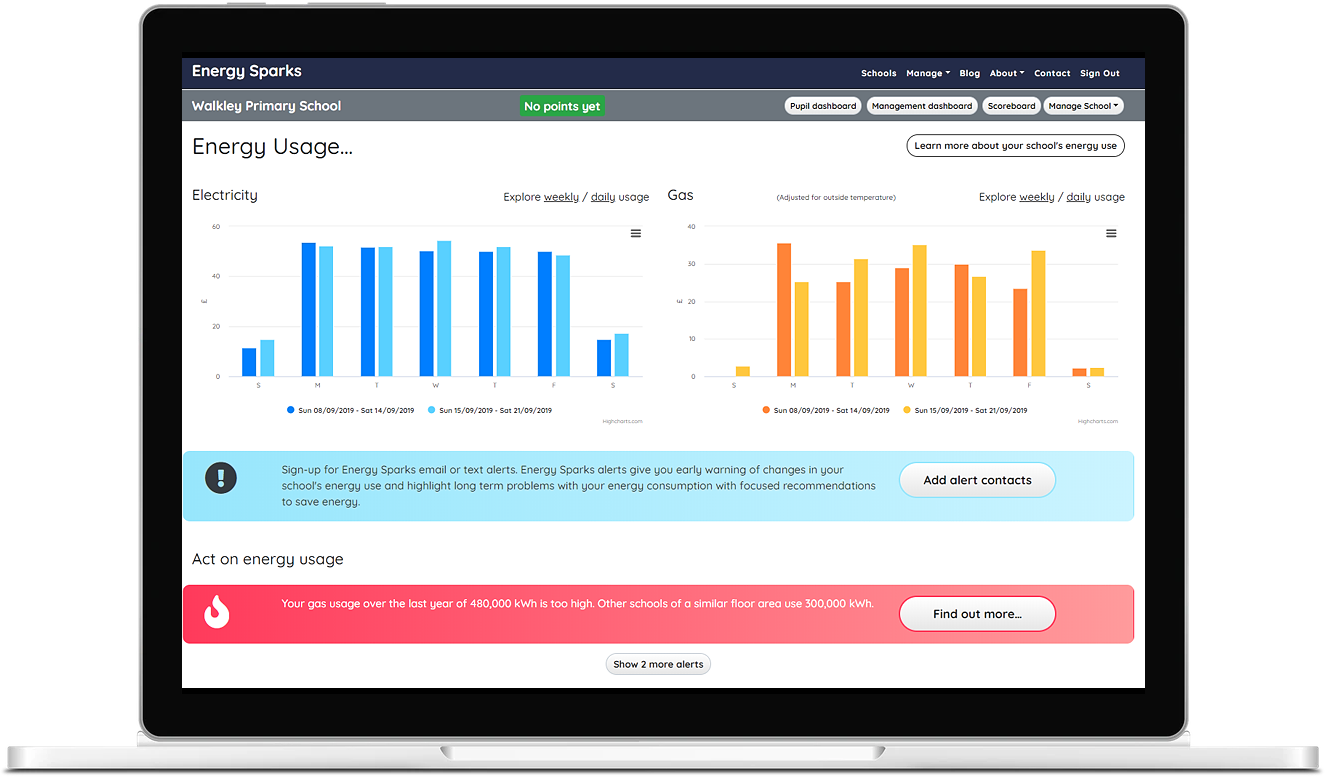 Energy Sparks
Schools Manage Blog About Contact Sign Out
Walkley Primary School
No points yet
Pupil dashboard Management dashboard Scoreboard Manage School
Energy Usage...
Learn more about your school's energy use
Electricity
Explore weekly / daily usage
60
40
20
0
£
S M T W T F S
Sun 08/09/2019 - Sat 14/09/2019 Sun 15/09/2019 - Sat 21/09/2019
Highcharts.com
Gas
(Adjusted for outside temperature)
Explore weekly / daily usage
40
30
20
10
0
£
S M T W T F S
Sun 08/09/2019 - Sat 14/09/2019 Sun 15/09/2019 - Sat 21/09/2019
Highcharts.com
Sign-up for Energy Sparks email or text alerts. Energy Sparks alerts give you early warning of changes in your
school's energy use and highlight long term problems with your energy consumption with focused recommendations
to save energy.
Add alert contacts
Act on energy usage
Your gas usage over the last year of 480,000 kWh is too high. Other schools of a similar floor area use 300,000 kWh.
Find out more...
Show 2 more alerts